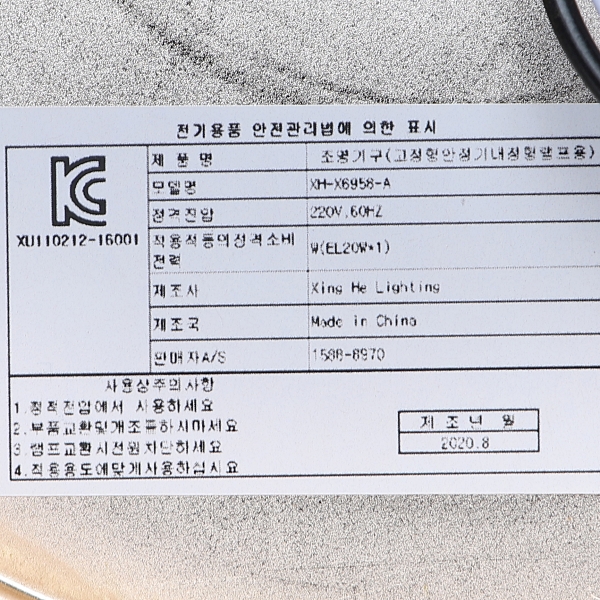 전기용품 안전관리법에 의한 표시
KC
XU110212-16001
제 품 명 조명기구(고정형안정기내장형램프용)
모델명 XH-X6958-A
정격전압 220V,60HZ
적용적동의성격소비전력 W(EL20W*1)
제조사 Xing He Lighting
제조국 Made in China
판매자A/S 1588-8970
사용상주의사항
1.정적전압에서 사용하세요
2.부품교환및개조를하지마세요
3.램프교환시전원차단하세요
4.적용용도에맞게사용하십시요
제 조 년 월
2020.8